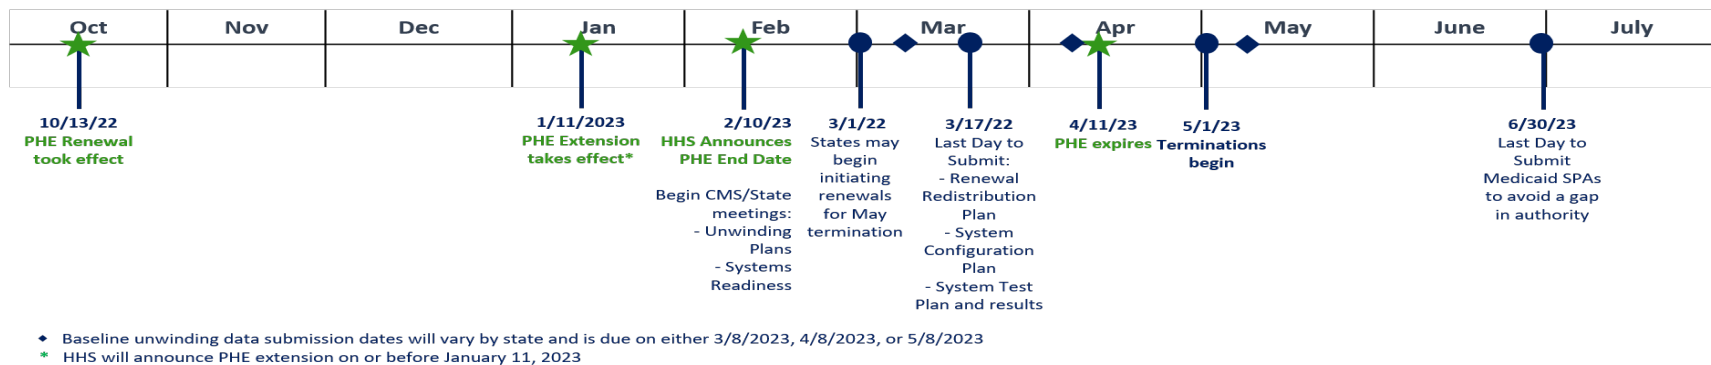 Oct Nov Dec Jan Feb Mar Apr May June July
10/13/22
PHE Renewal
took effect
1/11/2023
PHE Extension
takes effect*
2/10/23
HHS Announces
PHE End Date
Begin CMS/State
meetings:
- Unwinding
Plans
- Systems
Readiness
3/1/22
States may
begin
initiating
renewals
for May
termination
3/17/22
Last Day to
Submit:
- Renewal
Redistribution
Plan
- System
Configuration
Plan
- System Test
Plan and results
4/11/23
PHE expires
5/1/23
Terminations
begin
6/30/23
Last Day to
Submit
Medicaid SPAs
to avoid a gap
in authority
◆ Baseline unwinding data submission dates will vary by state and is due on either 3/8/2023, 4/8/2023, or 5/8/2023
* HHS will announce PHE extension on or before January 11, 2023